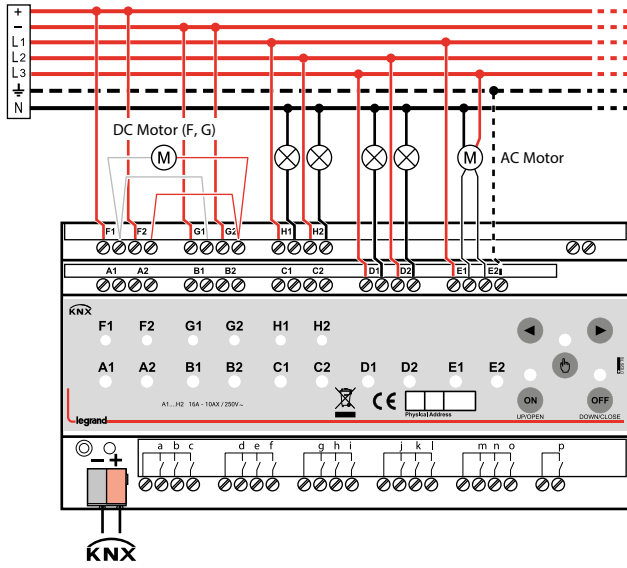 +
−
L1
L2
L3
N
DC Motor (F, G)
M
M
AC Motor
F1 F2 G1 G2 H1 H2
A1 A2 B1 B2 C1 C2 D1 D2 E1 E2
KNX
F1 F2 G1 G2 H1 H2
A1 A2 B1 B2 C1 C2 D1 D2 E1 E2
A1....H2 16A - 10AX / 250V~
CE
Physical Address
ON
OFF
UP/OPEN
DOWN/CLOSE
legrand
− +
a b c d e f g h i j k l m n o p
KNX